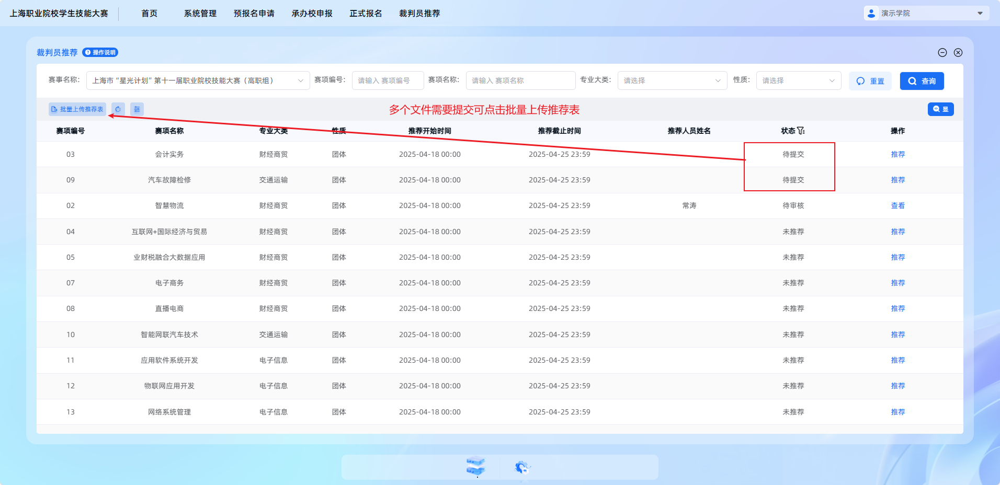 上海职业院校学生技能大赛 首页 系统管理 预报名申请 承办校申报 正式报名 裁判员推荐 演示学院
裁判员推荐 操作说明
赛事名称: 上海市“星光计划”第十一届职业院校技能大赛（高职组） 赛项编号: 请输入 赛项编号 赛项名称: 请输入 赛项名称 专业大类: 请选择 性质: 请选择 重置 查询
批量上传推荐表 多个文件需要提交可点击批量上传推荐表 显
赛项编号 赛项名称 专业大类 性质 推荐开始时间 推荐截止时间 推荐人员姓名 状态 操作
03 会计实务 财经商贸 团体 2025-04-18 00:00 2025-04-25 23:59 待提交 推荐
09 汽车故障检修 交通运输 团体 2025-04-18 00:00 2025-04-25 23:59 待提交 推荐
02 智慧物流 财经商贸 团体 2025-04-18 00:00 2025-04-25 23:59 常涛 待审核 查看
04 互联网+国际经济与贸易 财经商贸 团体 2025-04-18 00:00 2025-04-25 23:59 未推荐 推荐
05 业财税融合大数据应用 财经商贸 团体 2025-04-18 00:00 2025-04-25 23:59 未推荐 推荐
07 电子商务 财经商贸 团体 2025-04-18 00:00 2025-04-25 23:59 未推荐 推荐
08 直播电商 财经商贸 团体 2025-04-18 00:00 2025-04-25 23:59 未推荐 推荐
10 智能网联汽车技术 交通运输 团体 2025-04-18 00:00 2025-04-25 23:59 未推荐 推荐
11 应用软件系统开发 电子信息 团体 2025-04-18 00:00 2025-04-25 23:59 未推荐 推荐
12 物联网应用开发 电子信息 团体 2025-04-18 00:00 2025-04-25 23:59 未推荐 推荐
13 网络系统管理 电子信息 团体 2025-04-18 00:00 2025-04-25 23:59 未推荐 推荐